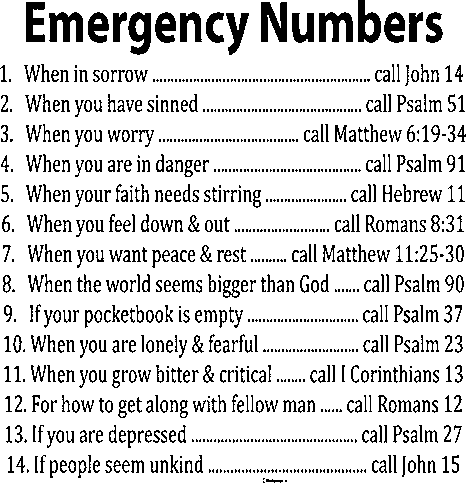 Emergency Numbers
1. When in sorrow ........................................................ call John 14
2. When you have sinned ......................................... call Psalm 51
3. When you worry .................................... call Matthew 6:19-34
4. When you are in danger ...................................... call Psalm 91
5. When your faith needs stirring ..................... call Hebrew 11
6. When you feel down & out ......................... call Romans 8:31
7. When you want peace & rest ......... call Matthew 11:25-30
8. When the world seems bigger than God ....... call Psalm 90
9. If your pocketbook is empty ............................. call Psalm 37
10. When you are lonely & fearful ......................... call Psalm 23
11. When you grow bitter & critical ........ call I Corinthians 13
12. For how to get along with fellow man ...... call Romans 12
13. If you are depressed ........................................... call Psalm 27
14. If people seem unkind ......................................... call John 15